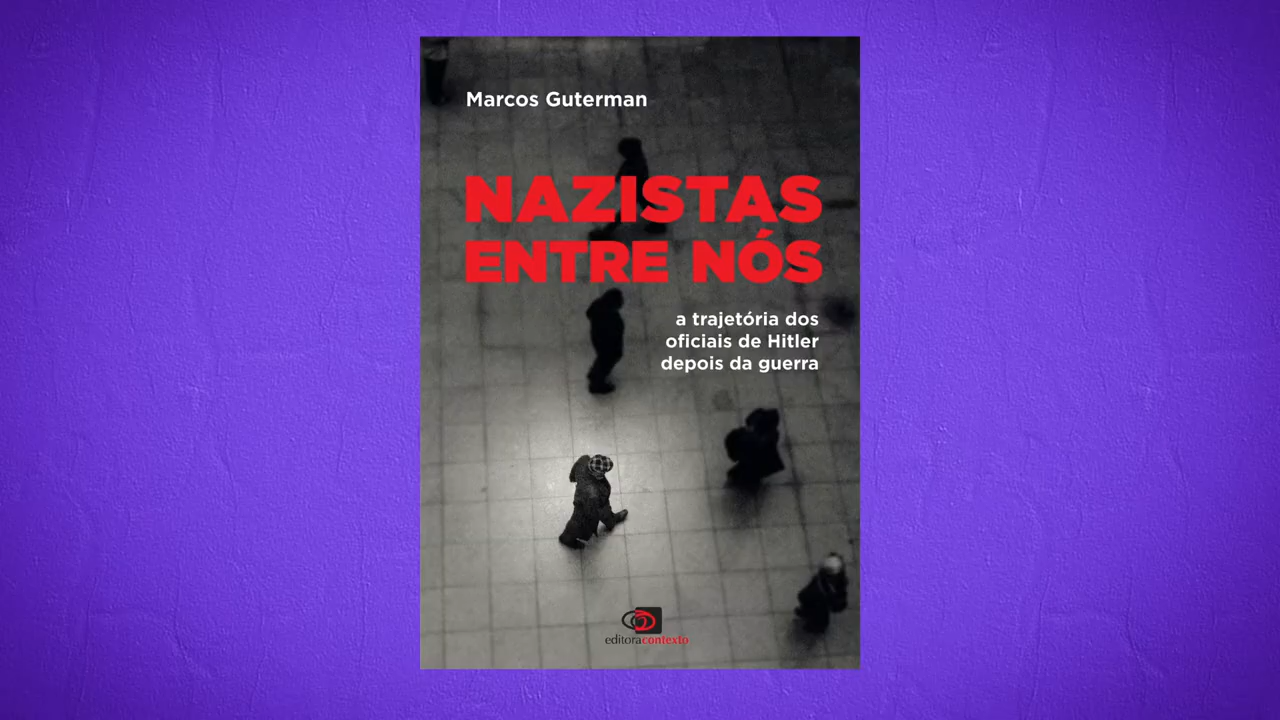 Marcos Guterman
NAZISTAS
ENTRE NÓS
a trajetória dos
oficiais de Hitler
depois da guerra
editoracontexto